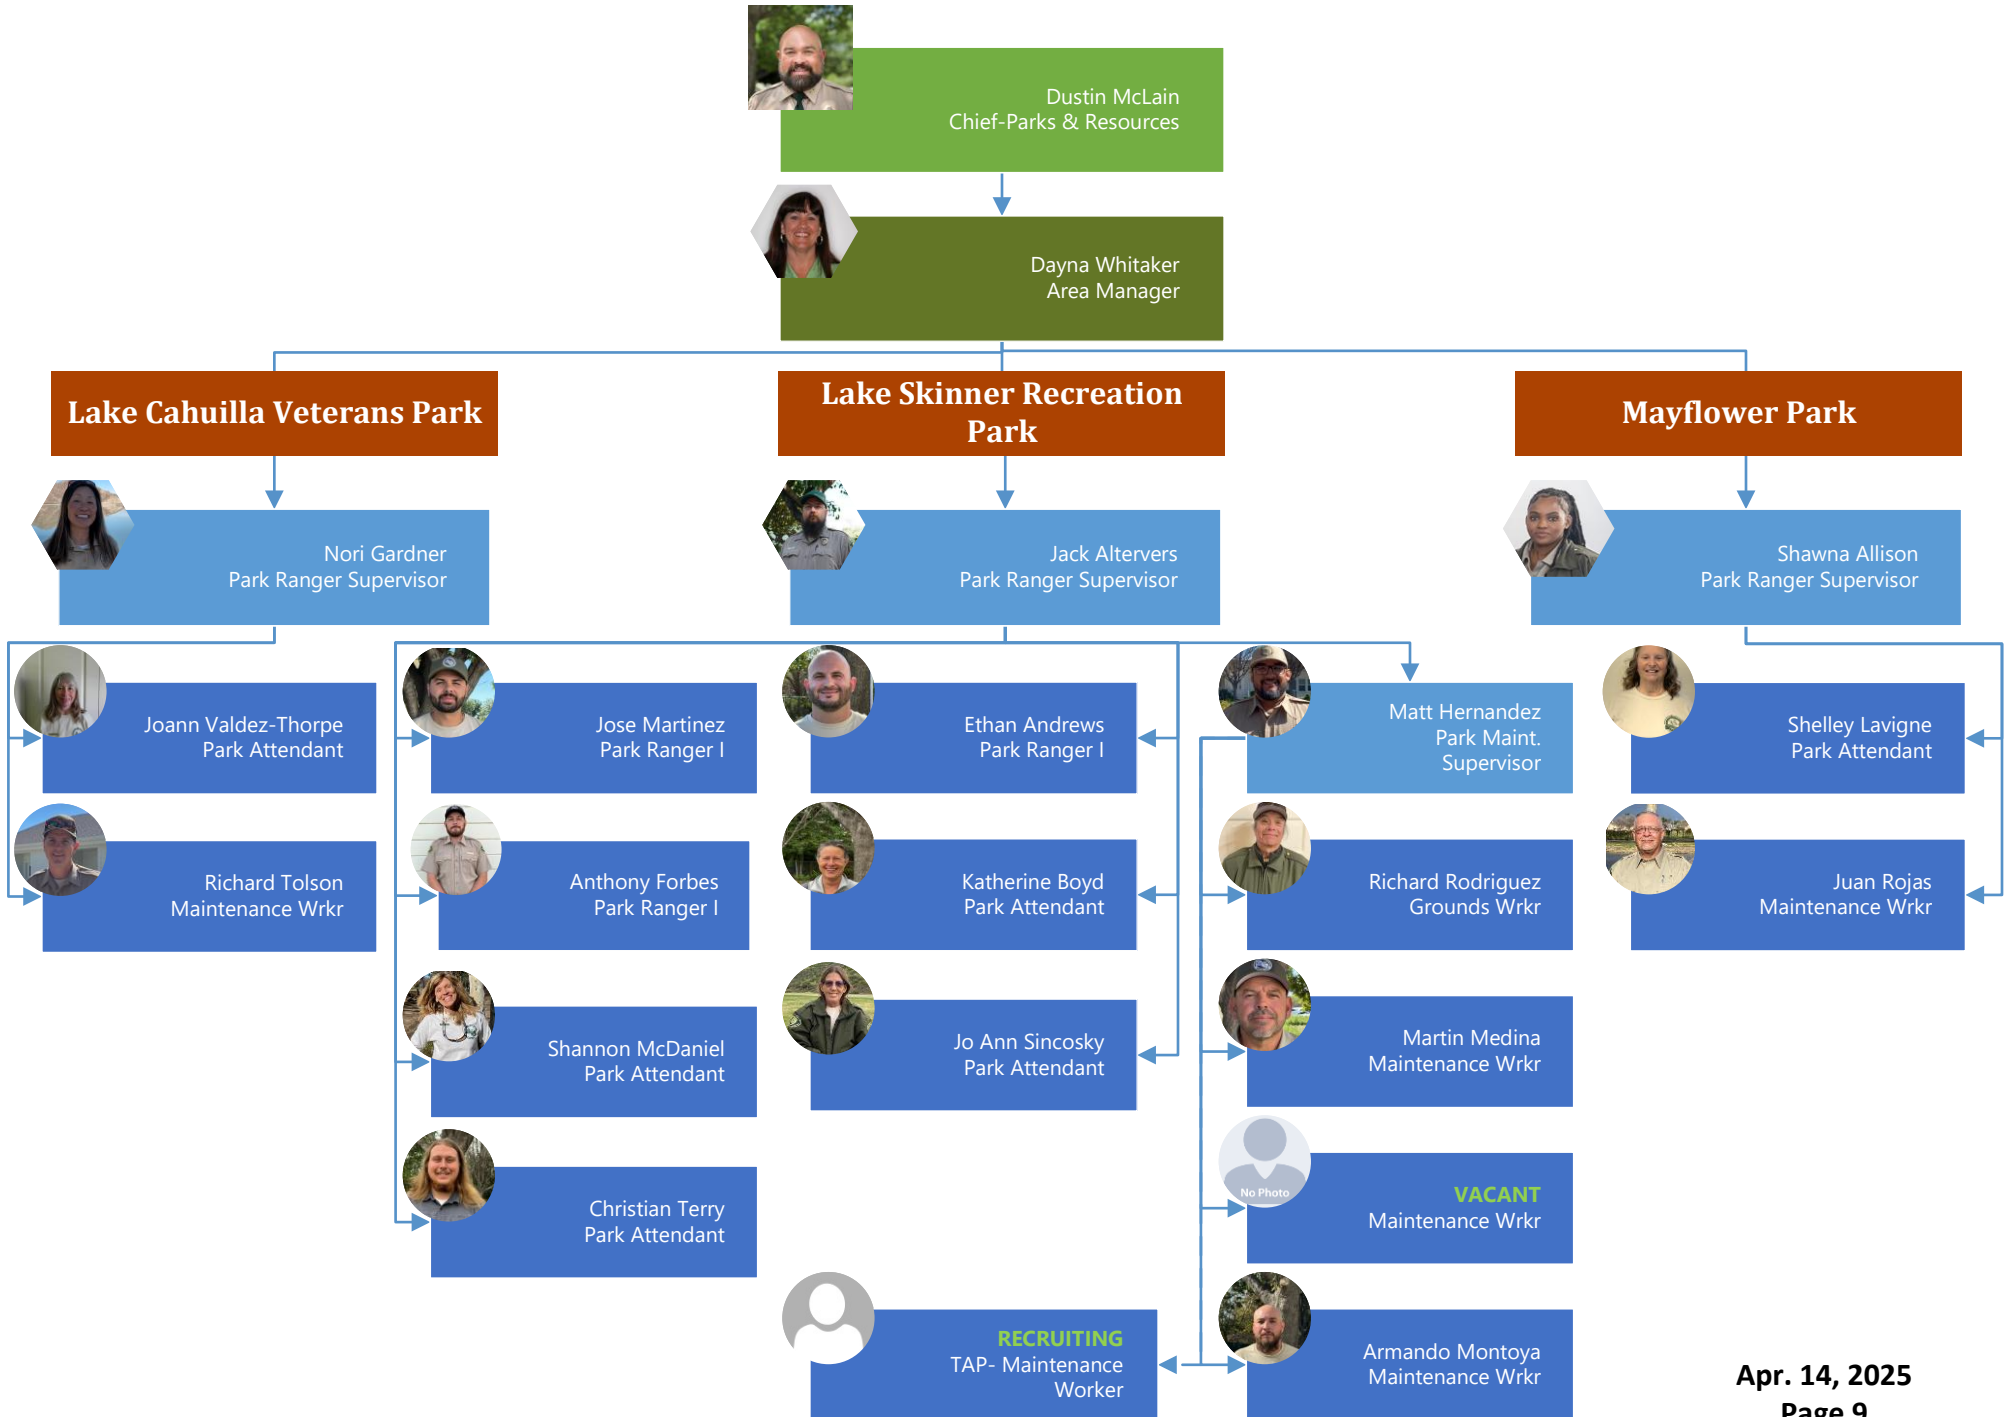 Dustin McLain
Chief-Parks & Resources
Dayna Whitaker
Area Manager
Lake Cahuilla Veterans Park
Lake Skinner Recreation
Park
Mayflower Park
Nori Gardner
Park Ranger Supervisor
Jack Altervers
Park Ranger Supervisor
Shawna Allison
Park Ranger Supervisor
Joann Valdez-Thorpe
Park Attendant
Jose Martinez
Park Ranger I
Ethan Andrews
Park Ranger I
Matt Hernandez
Park Maint.
Supervisor
Shelley Lavigne
Park Attendant
Richard Tolson
Maintenance Wrkr
Anthony Forbes
Park Ranger I
Katherine Boyd
Park Attendant
Richard Rodriguez
Grounds Wrkr
Juan Rojas
Maintenance Wrkr
Shannon McDaniel
Park Attendant
Jo Ann Sincosky
Park Attendant
Martin Medina
Maintenance Wrkr
Christian Terry
Park Attendant
No Photo
VACANT
Maintenance Wrkr
RECRUITING
TAP- Maintenance
Worker
Armando Montoya
Maintenance Wrkr
Apr. 14, 2025
Page 9